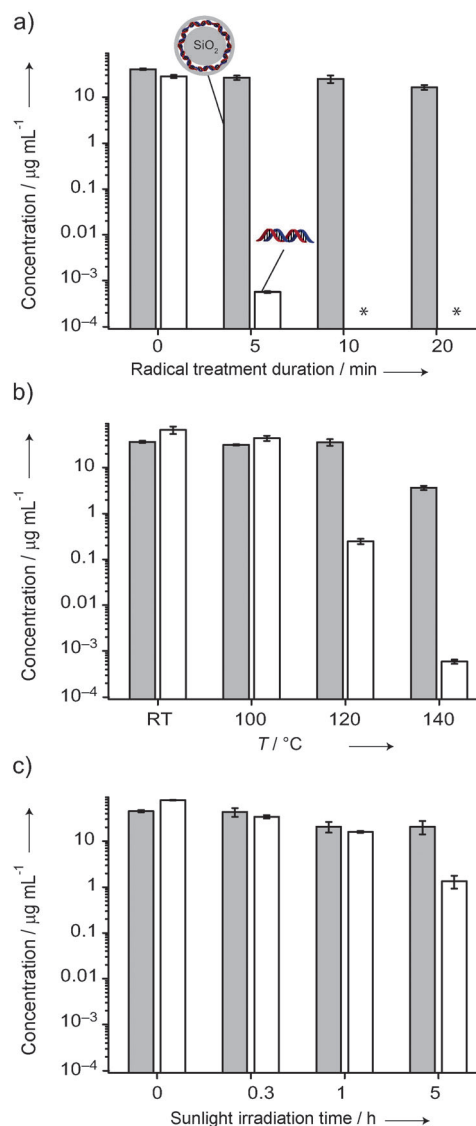 a)
SiO₂
Concentration / μg mL⁻¹
10
1
0.1
0.01
10⁻³
10⁻⁴
* *
0 5 10 20
Radical treatment duration / min
b)
Concentration / μg mL⁻¹
10
1
0.1
0.01
10⁻³
10⁻⁴
RT 100 120 140
T / °C
c)
Concentration / μg mL⁻¹
10
1
0.1
0.01
10⁻³
10⁻⁴
0 0.3 1 5
Sunlight irradiation time / h